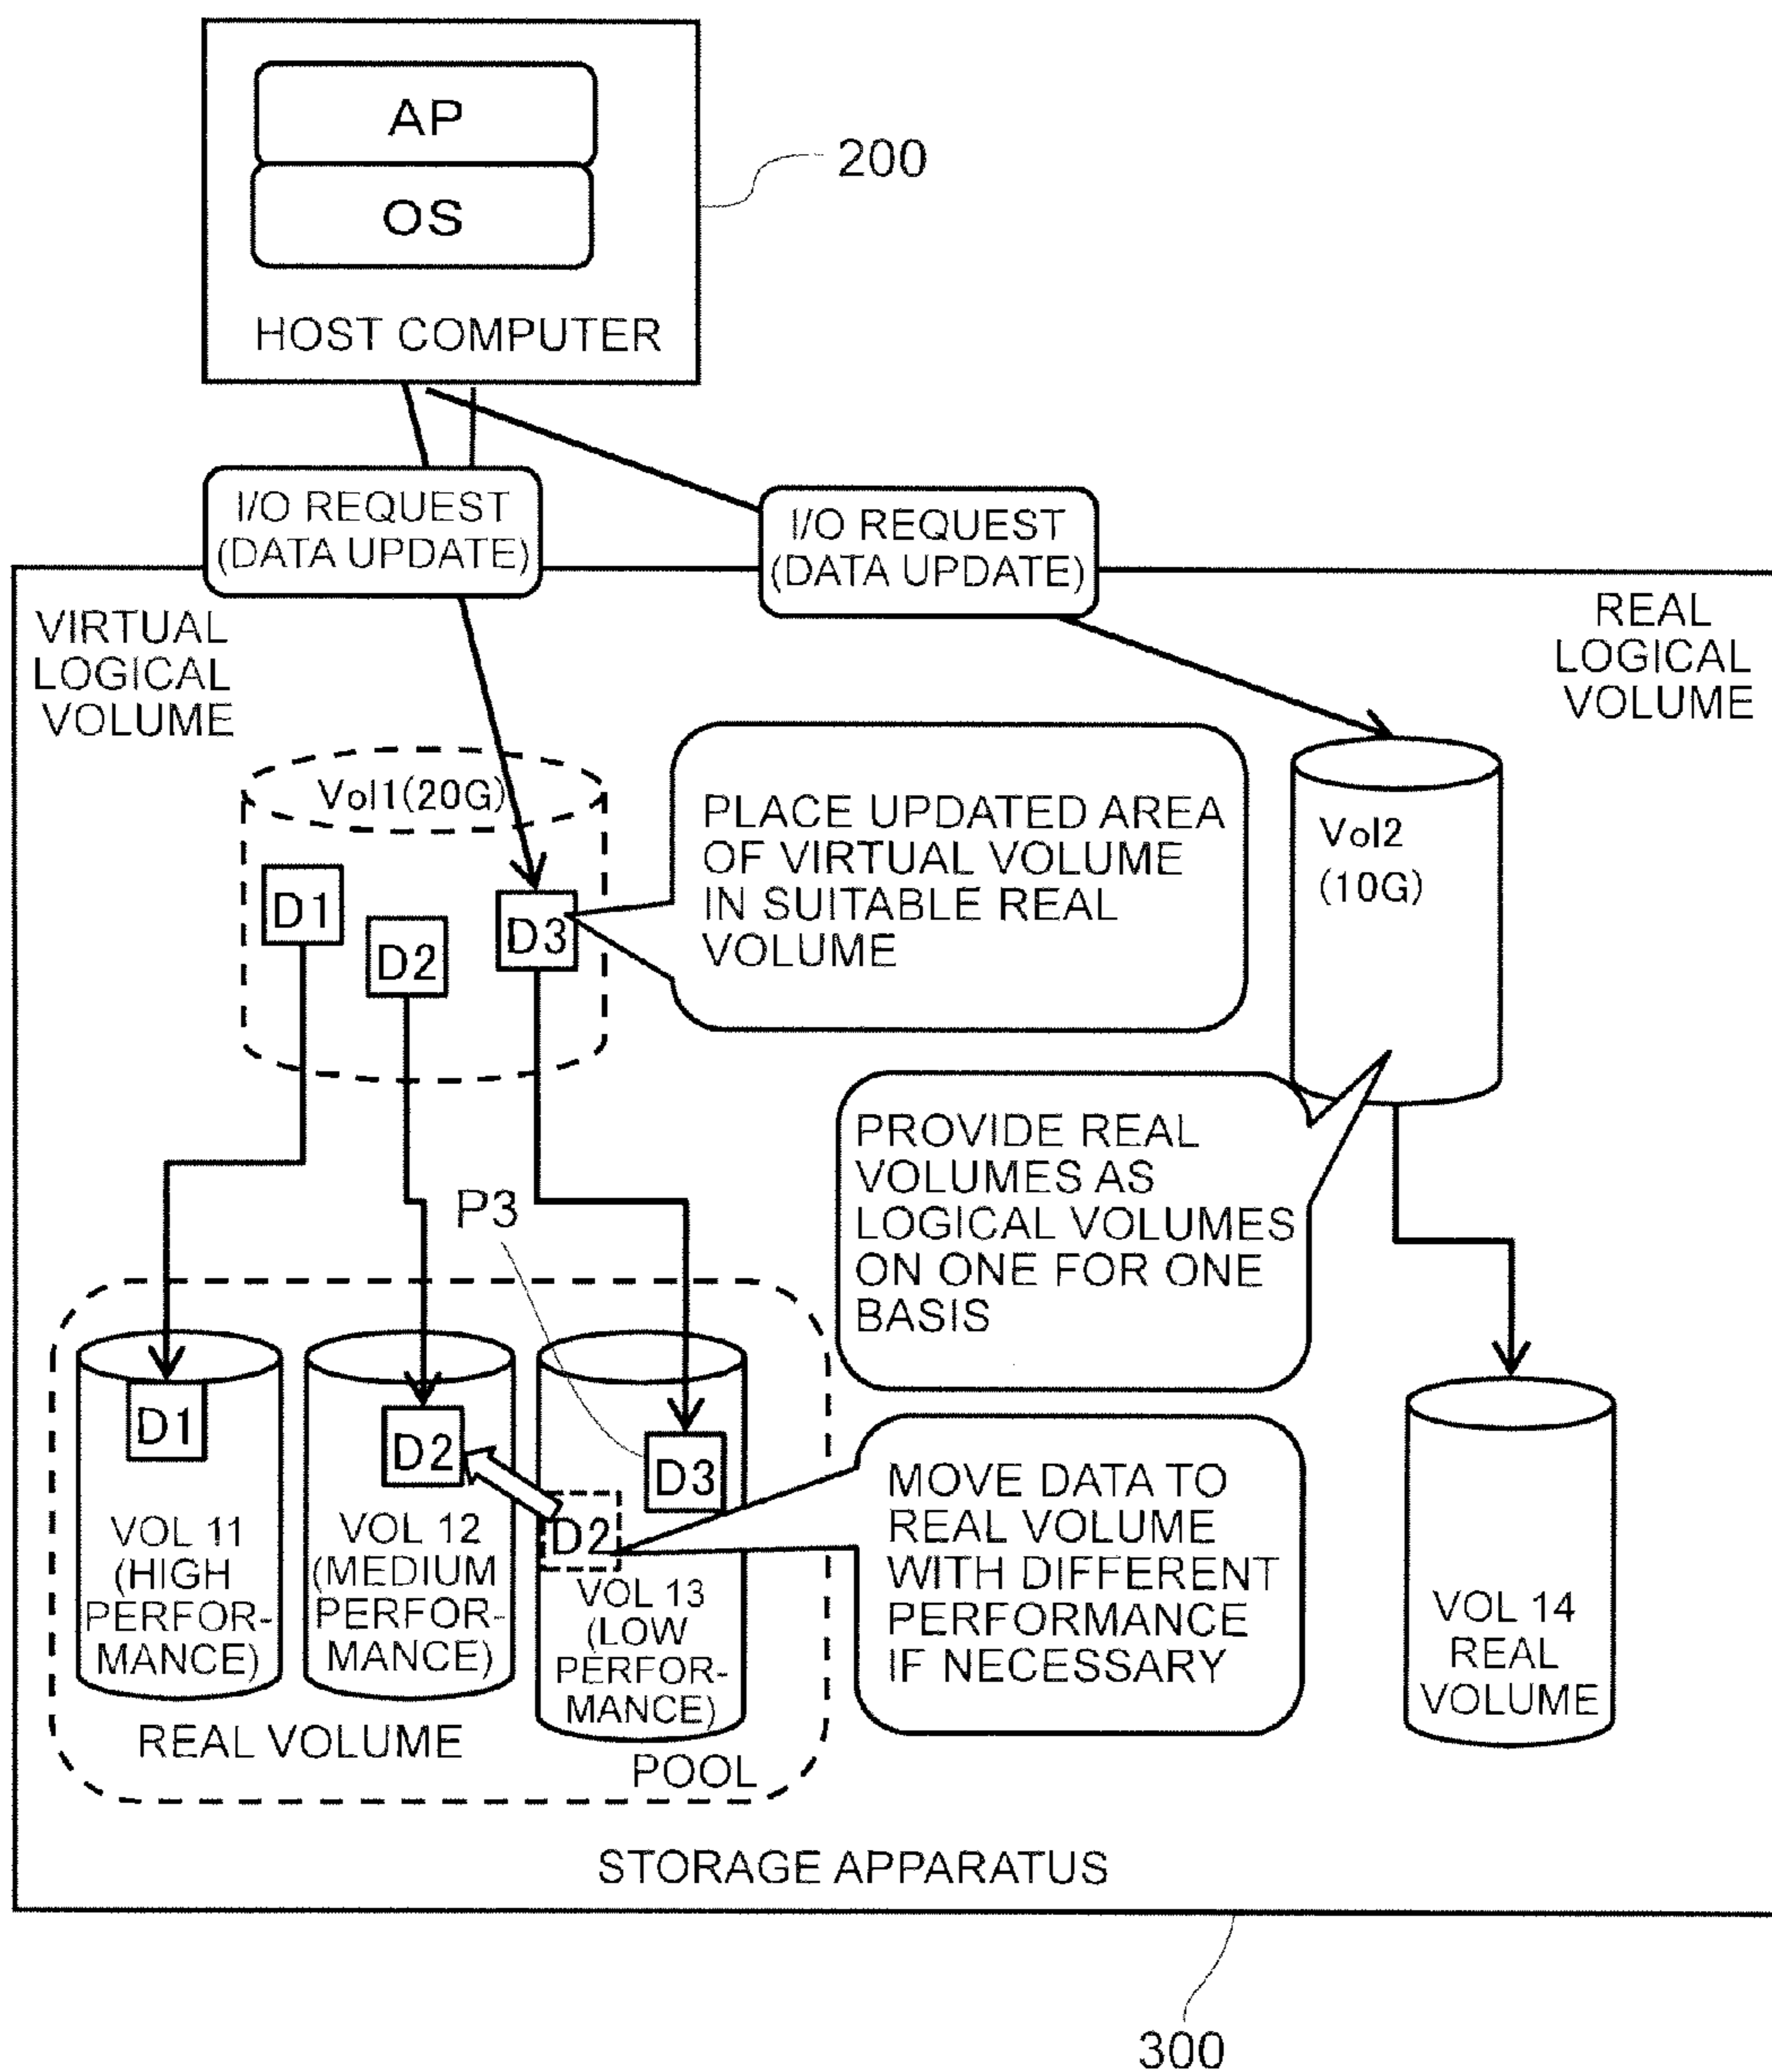 AP
OS
HOST COMPUTER
200
I/O REQUEST
(DATA UPDATE)
I/O REQUEST
(DATA UPDATE)
VIRTUAL
LOGICAL
VOLUME
REAL
LOGICAL
VOLUME
Vol1(20G)
D1
D2
D3
PLACE UPDATED AREA
OF VIRTUAL VOLUME
IN SUITABLE REAL
VOLUME
Vol2
(10G)
PROVIDE REAL
VOLUMES AS
LOGICAL VOLUMES
ON ONE FOR ONE
BASIS
P3
D1
VOL 11
(HIGH
PERFOR-
MANCE)
D2
VOL 12
(MEDIUM
PERFOR-
MANCE)
D3
D2
VOL 13
(LOW
PERFOR-
MANCE)
MOVE DATA TO
REAL VOLUME
WITH DIFFERENT
PERFORMANCE
IF NECESSARY
VOL 14
REAL
VOLUME
REAL VOLUME
POOL
STORAGE APPARATUS
300